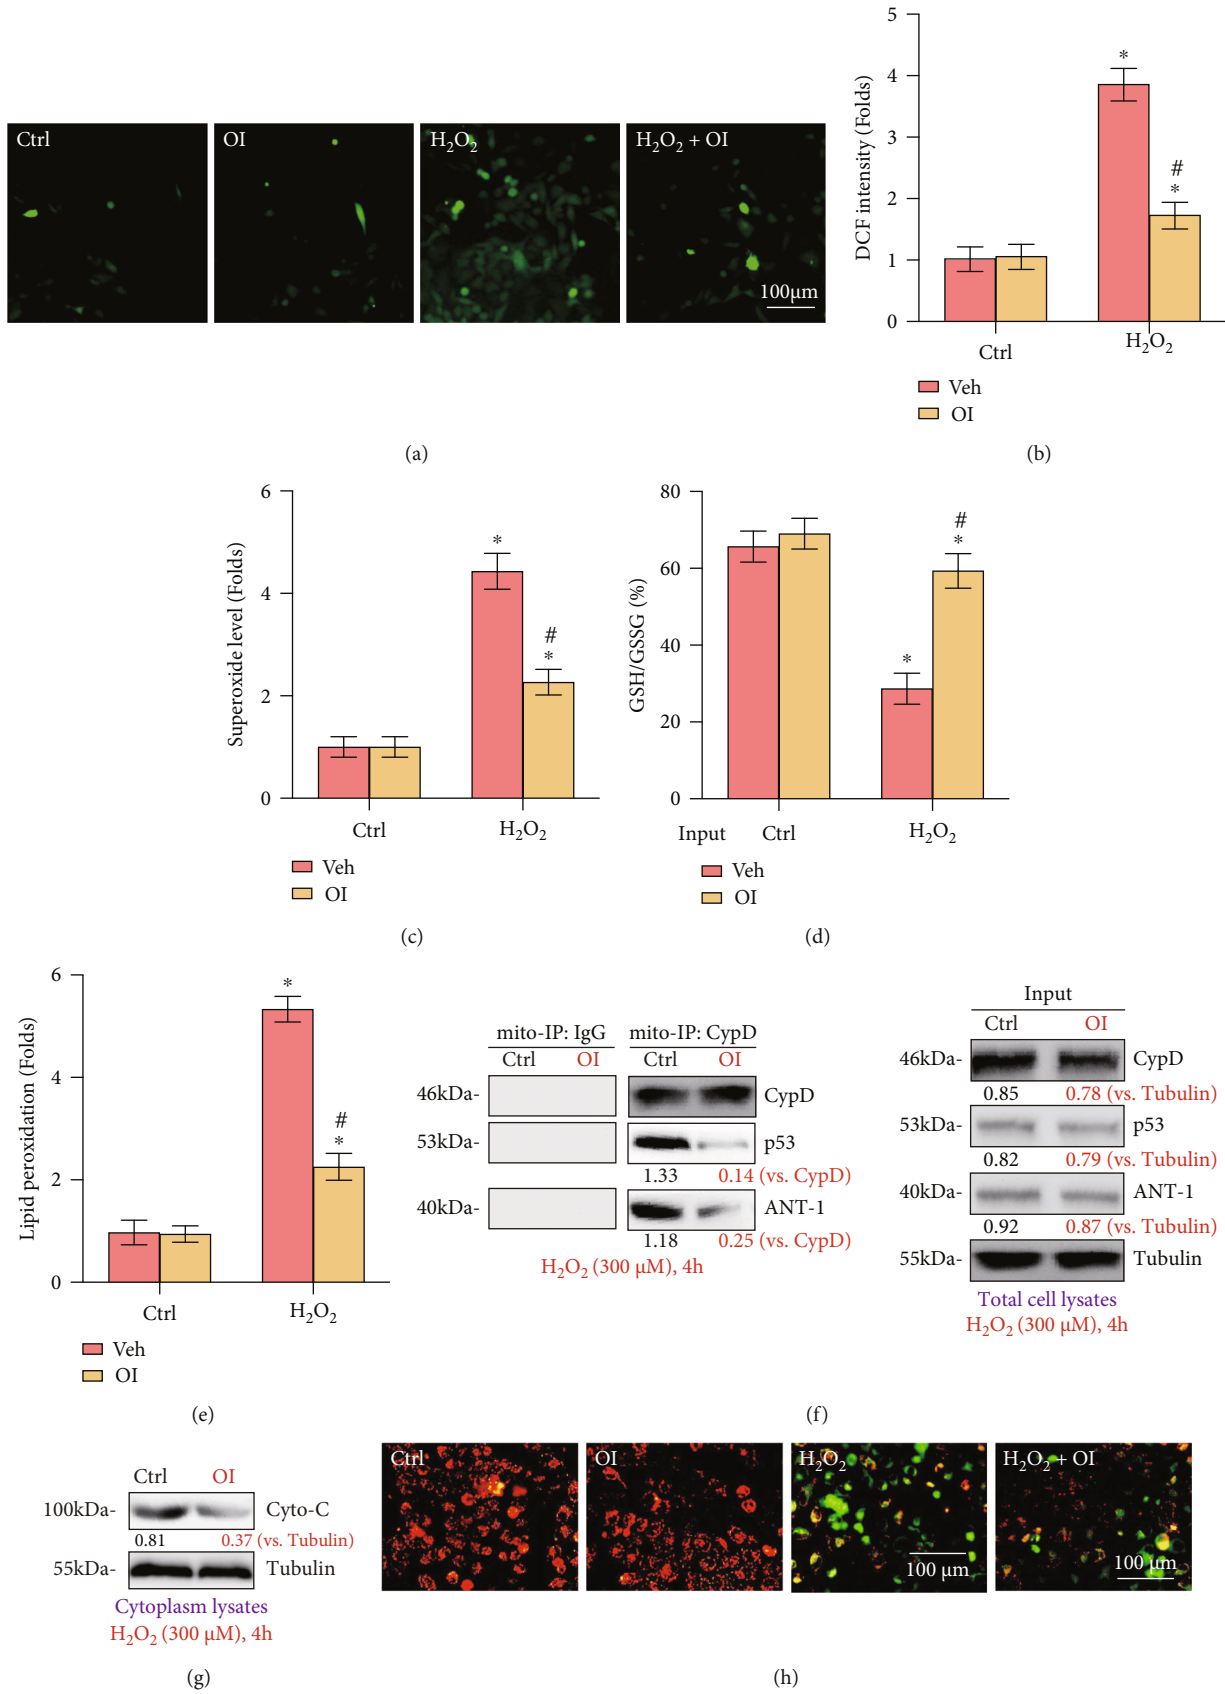 Ctrl
OI
H₂O₂
H₂O₂ + OI
100μm
(a)
5
4
3
2
1
0
DCF intensity (Folds)
*
#
*
Ctrl
H₂O₂
Veh
OI
(b)
6
4
2
0
Superoxide level (Folds)
*
#
*
Ctrl
H₂O₂
Veh
OI
(c)
80
60
40
20
0
GSH/GSSG (%)
*
#
*
Input
Ctrl
H₂O₂
Veh
OI
(d)
6
4
2
0
Lipid peroxidation (Folds)
*
#
*
Ctrl
H₂O₂
Veh
OI
(e)
mito-IP: IgG mito-IP: CypD
Ctrl OI Ctrl OI
46kDa- CypD
53kDa- p53
1.33 0.14 (vs. CypD)
40kDa- ANT-1
1.18 0.25 (vs. CypD)
H₂O₂ (300 μM), 4h
Input
Ctrl OI
46kDa- CypD
0.85 0.78 (vs. Tubulin)
53kDa- p53
0.82 0.79 (vs. Tubulin)
40kDa- ANT-1
0.92 0.87 (vs. Tubulin)
55kDa- Tubulin
Total cell lysates
H₂O₂ (300 μM), 4h
(f)
Ctrl OI
100kDa- Cyto-C
0.81 0.37 (vs. Tubulin)
55kDa- Tubulin
Cytoplasm lysates
H₂O₂ (300 μM), 4h
(g)
Ctrl
OI
H₂O₂
100 μm
H₂O₂ + OI
100 μm
(h)